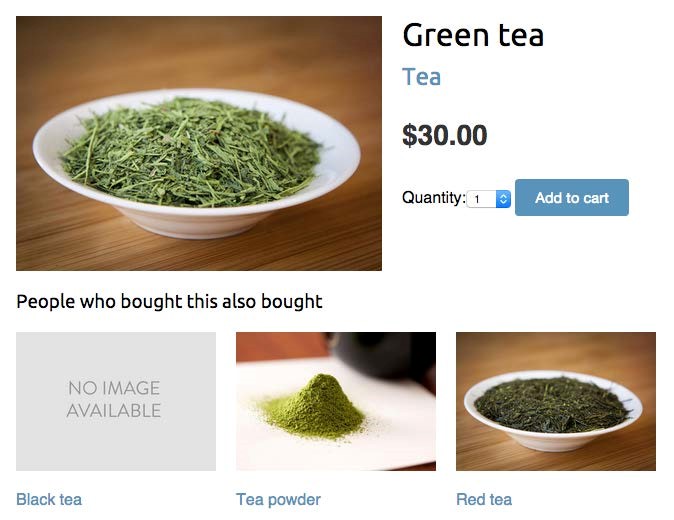 Green tea
Tea
$30.00
Quantity: 1 Add to cart
People who bought this also bought
NO IMAGE
AVAILABLE
Black tea
Tea powder
Red tea